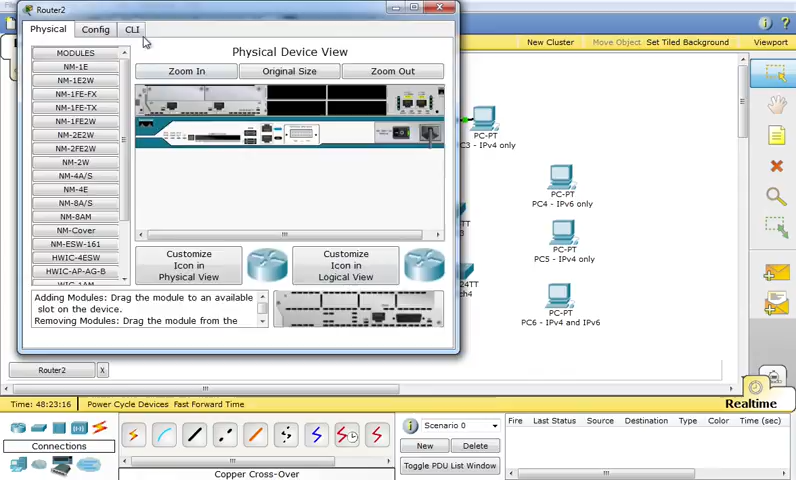 Router2
Physical
Config
CLI
MODULES
NM-1E
NM-1E2W
NM-1FE-FX
NM-1FE-TX
NM-1FE2W
NM-2E2W
NM-2FE2W
NM-2W
NM-4A/S
NM-4E
NM-8A/S
NM-8AM
NM-Cover
NM-ESW-161
HWIC-4ESW
HWIC-AP-AG-B
Physical Device View
Zoom In
Original Size
Zoom Out
Customize
Icon in
Physical View
Customize
Icon in
Logical View
Adding Modules: Drag the module to an available
slot on the device.
Removing Modules: Drag the module from the
New Cluster
Move Object
Set Tiled Background
Viewport
PC-PT
PC3 - IPv4 only
PC-PT
PC4 - IPv6 only
PC-PT
PC5 - IPv4 only
PC-PT
PC6 - IPv4 and IPv6
Router2
X
Time: 48:23:16
Power Cycle Devices
Fast Forward Time
Realtime
Connections
Copper Cross-Over
Scenario 0
New
Delete
Toggle PDU List Window
Fire
Last Status
Source
Destination
Type
Color
Time (sec)